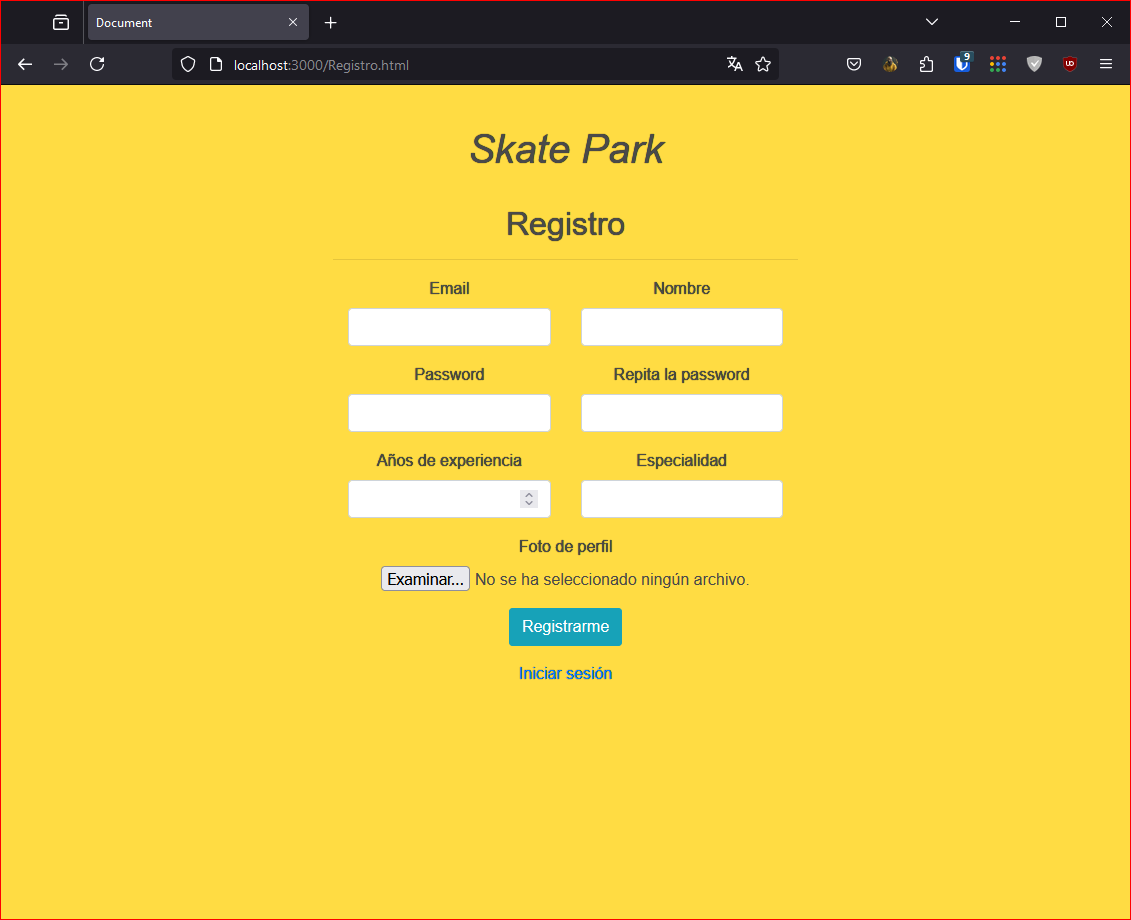 Document
localhost:3000/Registro.html
9
Skate Park
Registro
Email Nombre
Password Repita la password
Años de experiencia Especialidad
Foto de perfil
Examinar... No se ha seleccionado ningún archivo.
Registrarme
Iniciar sesión